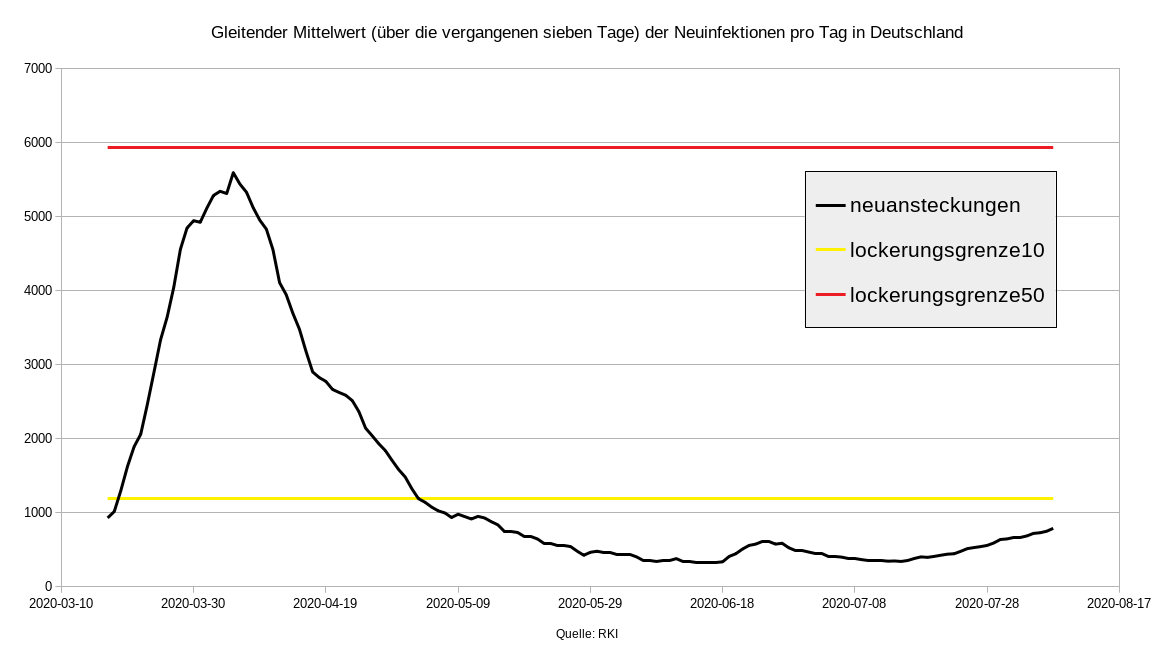 Gleitender Mittelwert (über die vergangenen sieben Tage) der Neuinfektionen pro Tag in Deutschland
7000
6000
5000
4000
3000
2000
1000
0
neuansteckungen
lockerungsgrenze10
lockerungsgrenze50
2020-03-10 2020-03-30 2020-04-19 2020-05-09 2020-05-29 2020-06-18 2020-07-08 2020-07-28 2020-08-17
Quelle: RKI